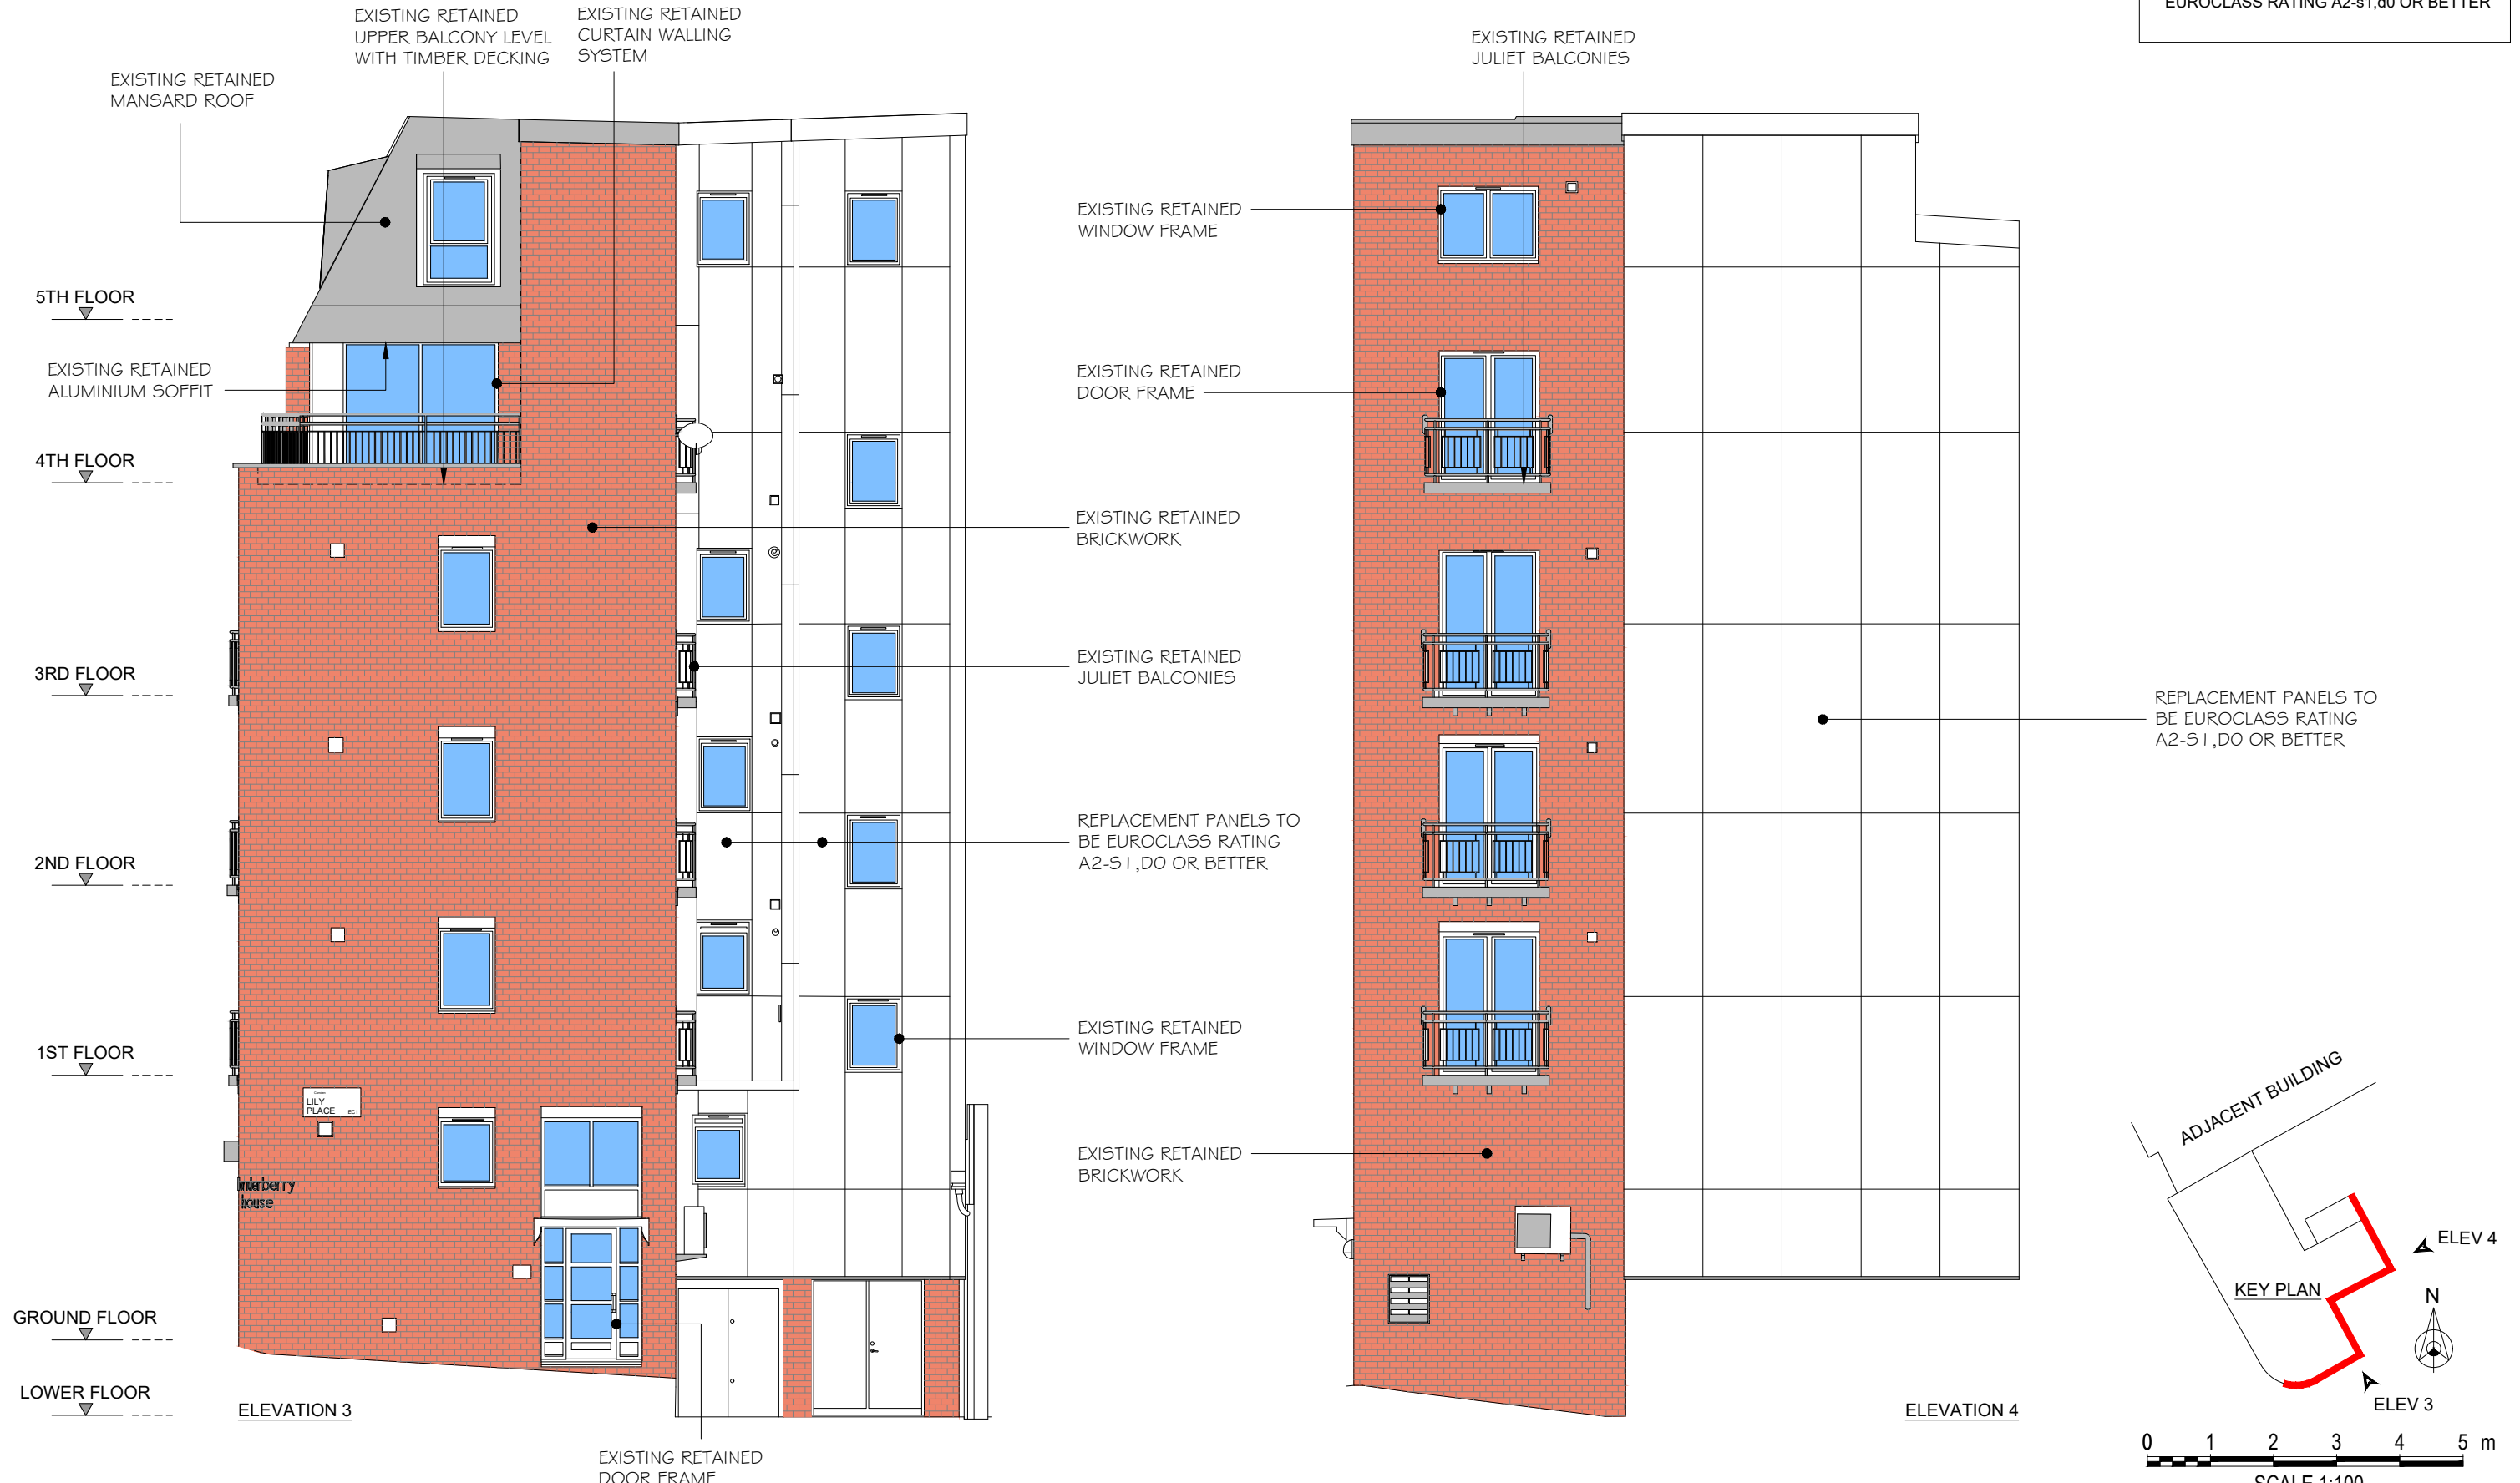 EUROCLASS RATING A2-s1,d0 OR BETTER
EXISTING RETAINED
UPPER BALCONY LEVEL
WITH TIMBER DECKING
EXISTING RETAINED
CURTAIN WALLING
SYSTEM
EXISTING RETAINED
JULIET BALCONIES
EXISTING RETAINED
MANSARD ROOF
EXISTING RETAINED
WINDOW FRAME
5TH FLOOR
EXISTING RETAINED
ALUMINIUM SOFFIT
EXISTING RETAINED
DOOR FRAME
4TH FLOOR
EXISTING RETAINED
BRICKWORK
3RD FLOOR
EXISTING RETAINED
JULIET BALCONIES
REPLACEMENT PANELS TO
BE EUROCLASS RATING
A2-S1,D0 OR BETTER
2ND FLOOR
REPLACEMENT PANELS TO
BE EUROCLASS RATING
A2-S1,D0 OR BETTER
1ST FLOOR
EXISTING RETAINED
WINDOW FRAME
LILY
PLACE EC1
EXISTING RETAINED
BRICKWORK
house
GROUND FLOOR
LOWER FLOOR
ELEVATION 3
EXISTING RETAINED
DOOR FRAME
ELEVATION 4
ADJACENT BUILDING
ELEV 4
KEY PLAN
N
ELEV 3
0 1 2 3 4 5 m
SCALE 1:100